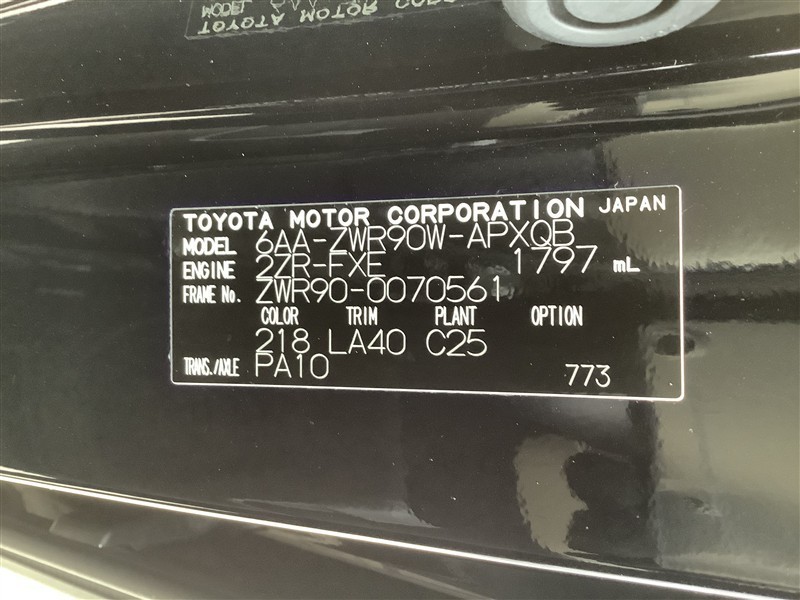 TOYOTA MOTOR CORPORATION JAPAN
MODEL 6AA-ZWR90W-APXQB
ENGINE 2ZR-FXE 1797 mL
FRAME No. ZWR90-0070561
COLOR TRIM PLANT OPTION
218 LA40 C25
TRANS./AXLE PA10 773